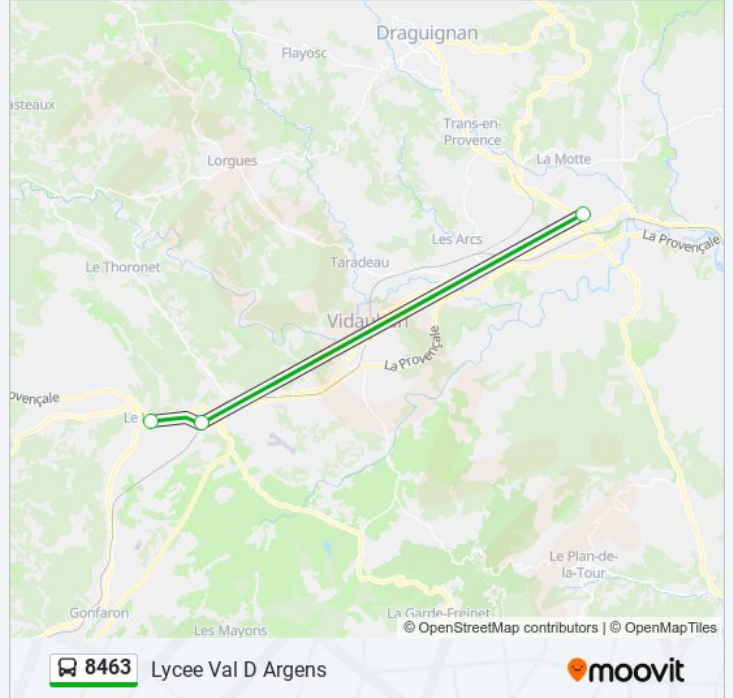 Draguignan
Flayosc
asteaux
Trans-en-
Provence
La Motte
Lorgues
La Provençale
Les Arcs
Taradeau
Le Thoronet
Vidauban
La Provençale
ovençale
Le
Le Plan-de-
la-Tour
Gonfaron
La Garde-Freinet
Les Mayons
© OpenStreetMap contributors | © OpenMapTiles
8463 Lycee Val D Argens
moovit